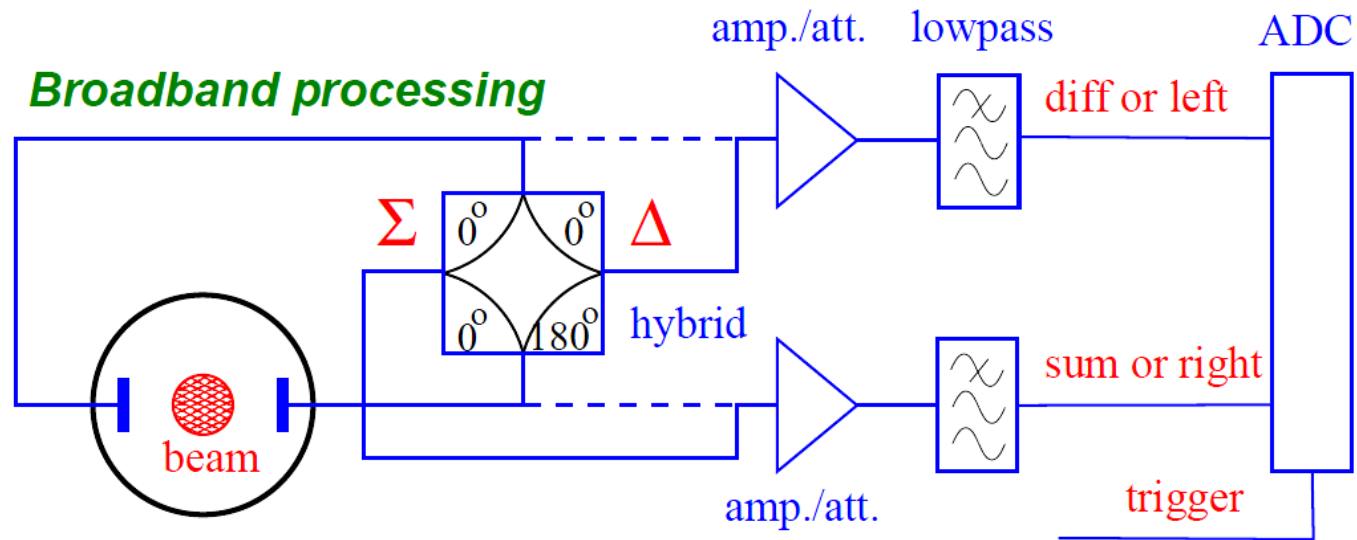 amp./att. lowpass ADC
Broadband processing
diff or left
Σ 0° 0° Δ
0° 180° hybrid
sum or right
beam
amp./att.
trigger